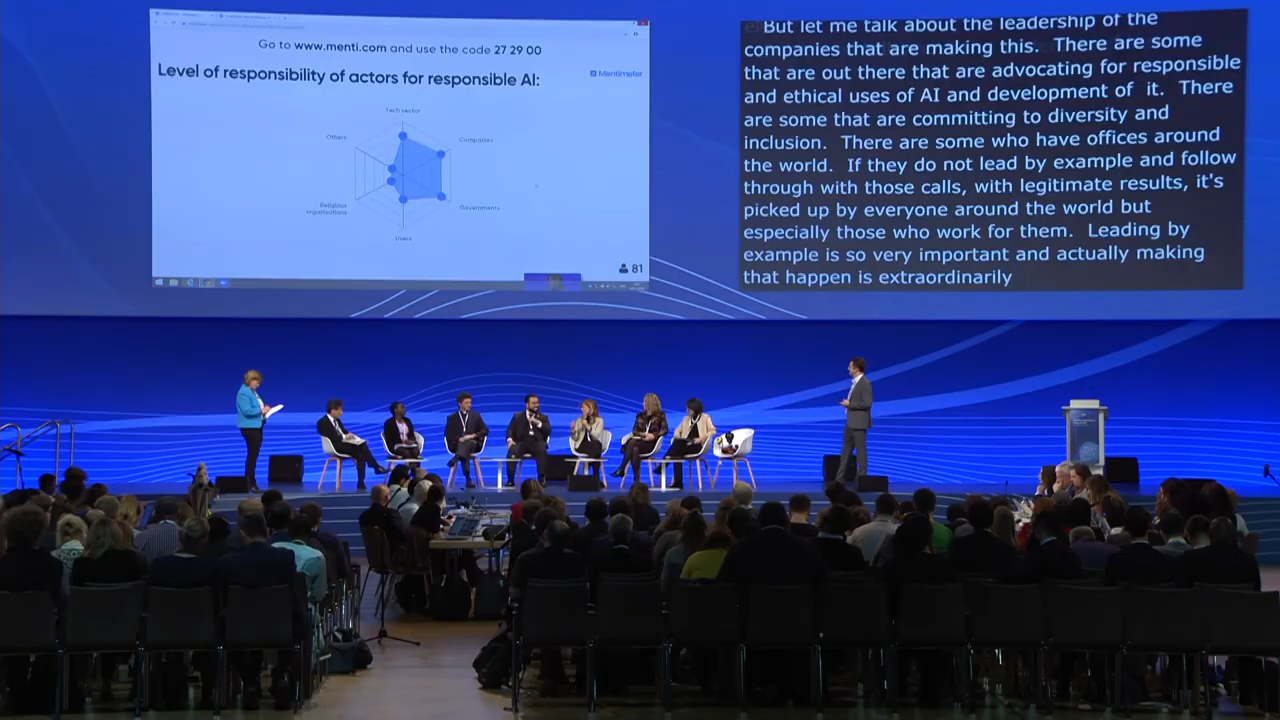 Go to www.menti.com and use the code 27 29 00
Level of responsibility of actors for responsible AI:
Mentimeter
Tech sector
Others
Companies
Religious
organisations
Governments
Users
81
But let me talk about the leadership of the
companies that are making this.  There are some
that are out there that are advocating for responsible
and ethical uses of AI and development of  it.  There
are some that are committing to diversity and
inclusion.  There are some who have offices around
the world.  If they do not lead by example and follow
through with those calls, with legitimate results, it's
picked up by everyone around the world but
especially those who work for them.  Leading by
example is so very important and actually making
that happen is extraordinarily